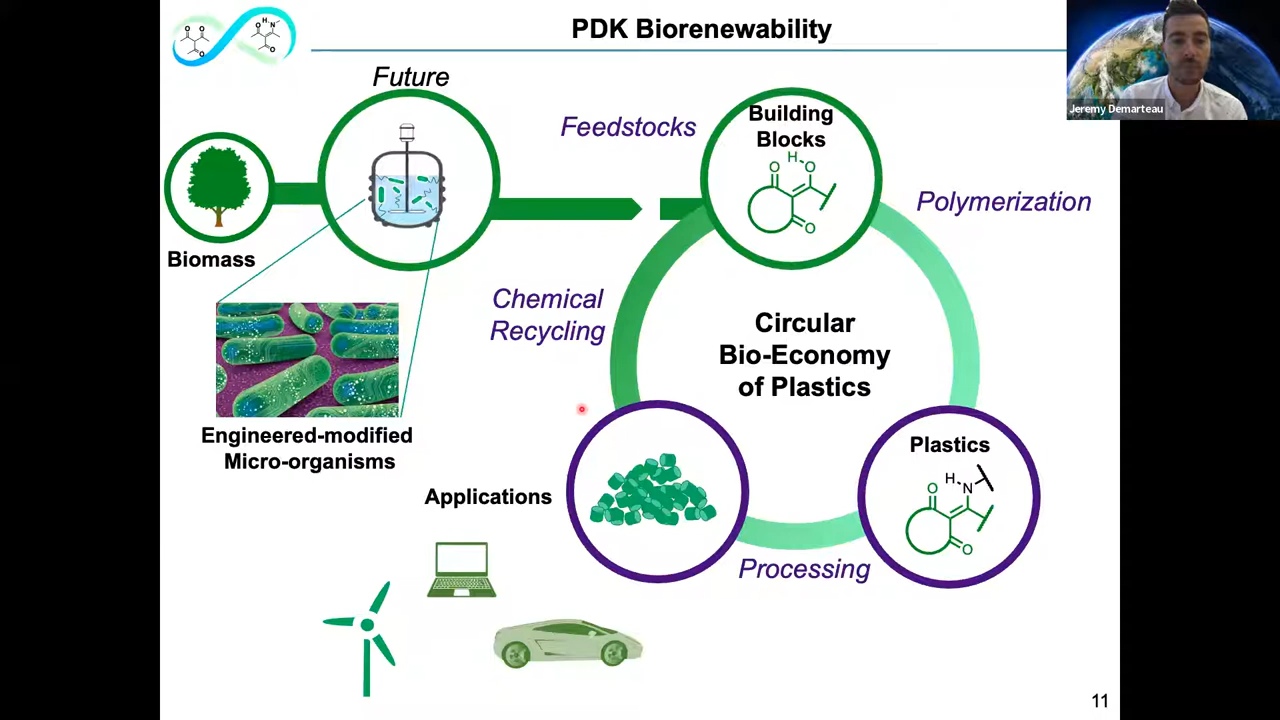 PDK Biorenewability
Jeremy Demarteau
Future
Feedstocks
Building
Blocks
H
O
O
O
Polymerization
Biomass
Chemical
Recycling
Circular
Bio-Economy
of Plastics
Engineered-modified
Micro-organisms
Applications
Plastics
H
N
O
O
Processing
11